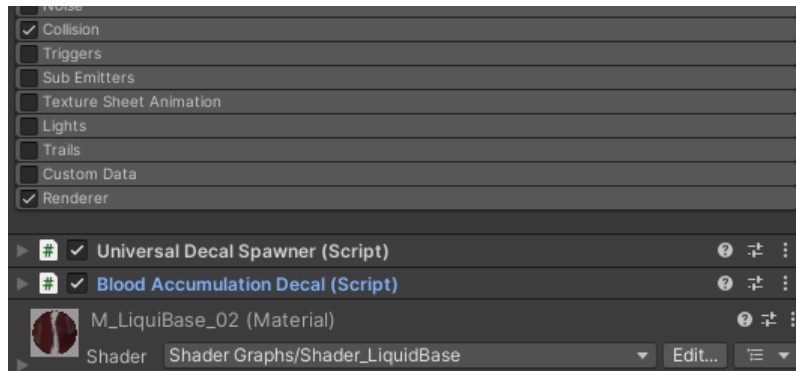 Noise
Collision
Triggers
Sub Emitters
Texture Sheet Animation
Lights
Trails
Custom Data
Renderer
# Universal Decal Spawner (Script)
# Blood Accumulation Decal (Script)
M_LiquiBase_02 (Material)
Shader Shader Graphs/Shader_LiquidBase Edit...